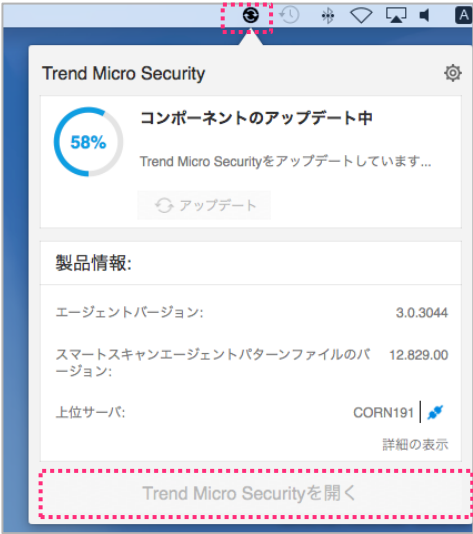 A
Trend Micro Security
58%
コンポーネントのアップデート中
Trend Micro Securityをアップデートしています...
アップデート
製品情報:
エージェントバージョン: 3.0.3044
スマートスキャンエージェントパターンファイルのバ 12.829.00
ージョン:
上位サーバ: CORN191
詳細の表示
Trend Micro Securityを開く